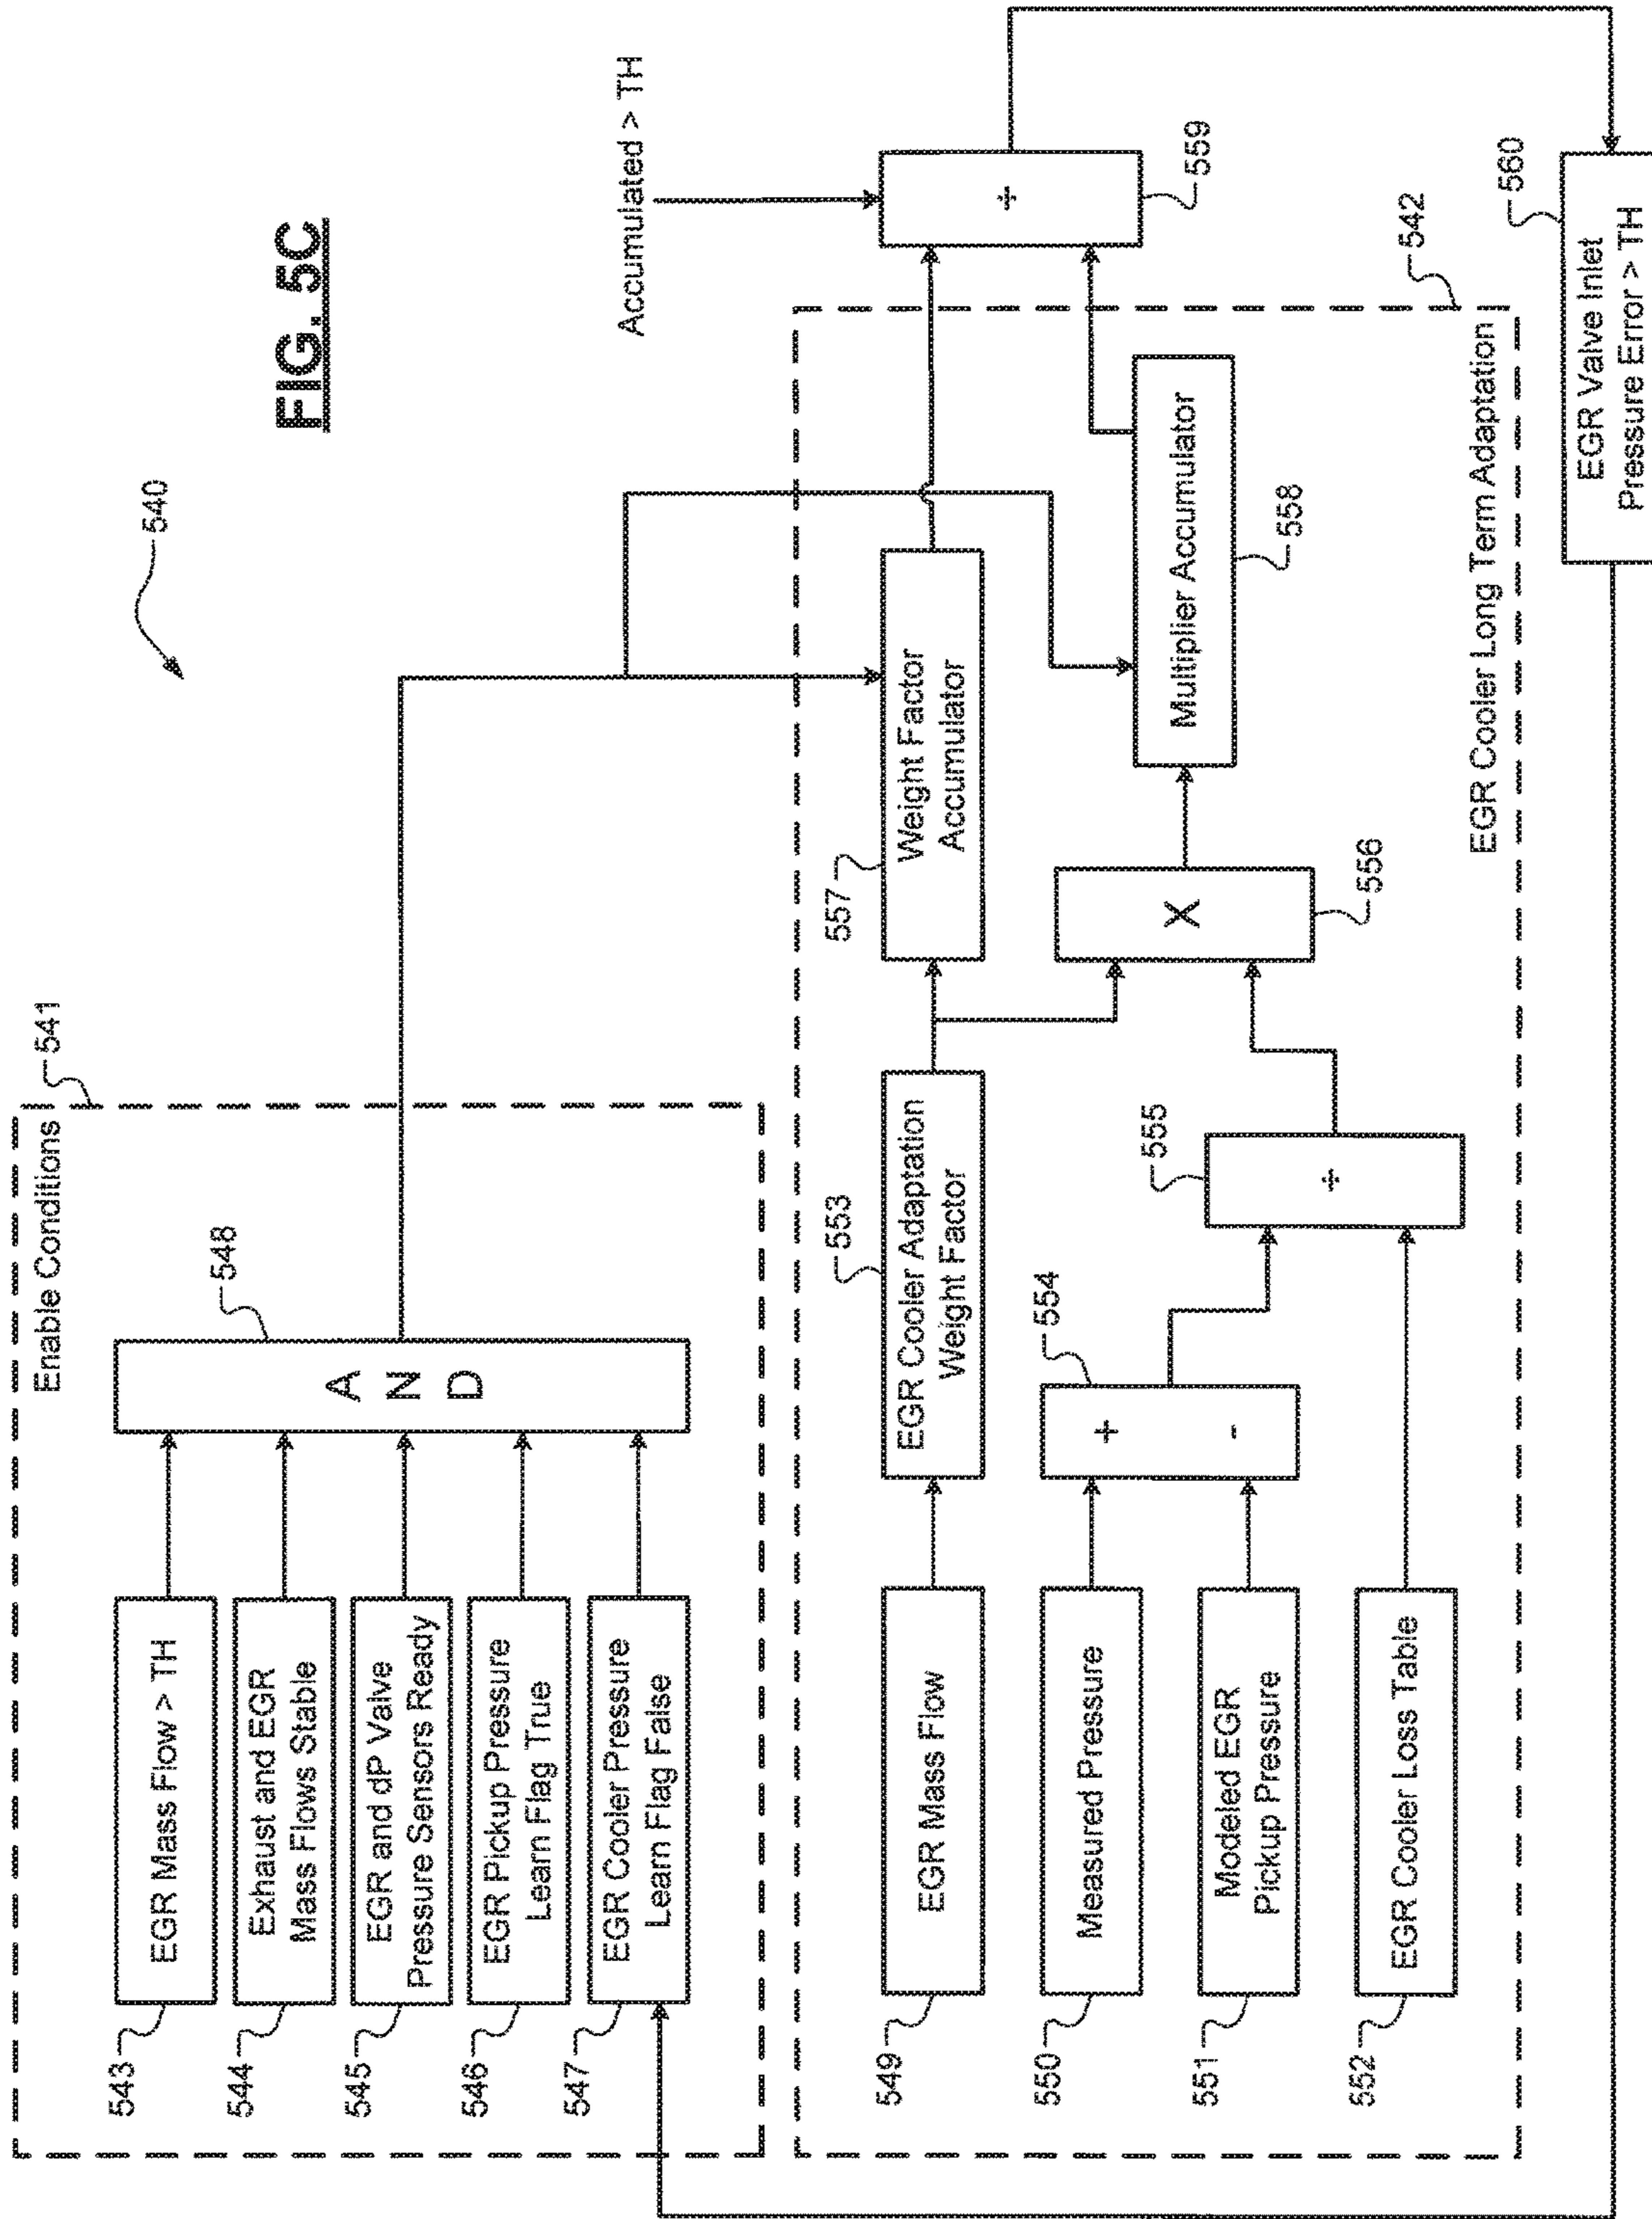 FIG. 5C
540
541
Enable Conditions
543
EGR Mass Flow > TH
544
Exhaust and EGR
Mass Flows Stable
545
EGR and dP Valve
Pressure Sensors Ready
546
EGR Pickup Pressure
Learn Flag True
547
EGR Cooler Pressure
Learn Flag False
548
A
N
D
Accumulated > TH
549
EGR Mass Flow
550
Measured Pressure
551
Modeled EGR
Pickup Pressure
552
EGR Cooler Loss Table
553
EGR Cooler Adaptation
Weight Factor
554
+
-
555
÷
556
X
557
Weight Factor
Accumulator
558
Multiplier Accumulator
559
÷
542
EGR Cooler Long Term Adaptation
560
EGR Valve Inlet
Pressure Error > TH